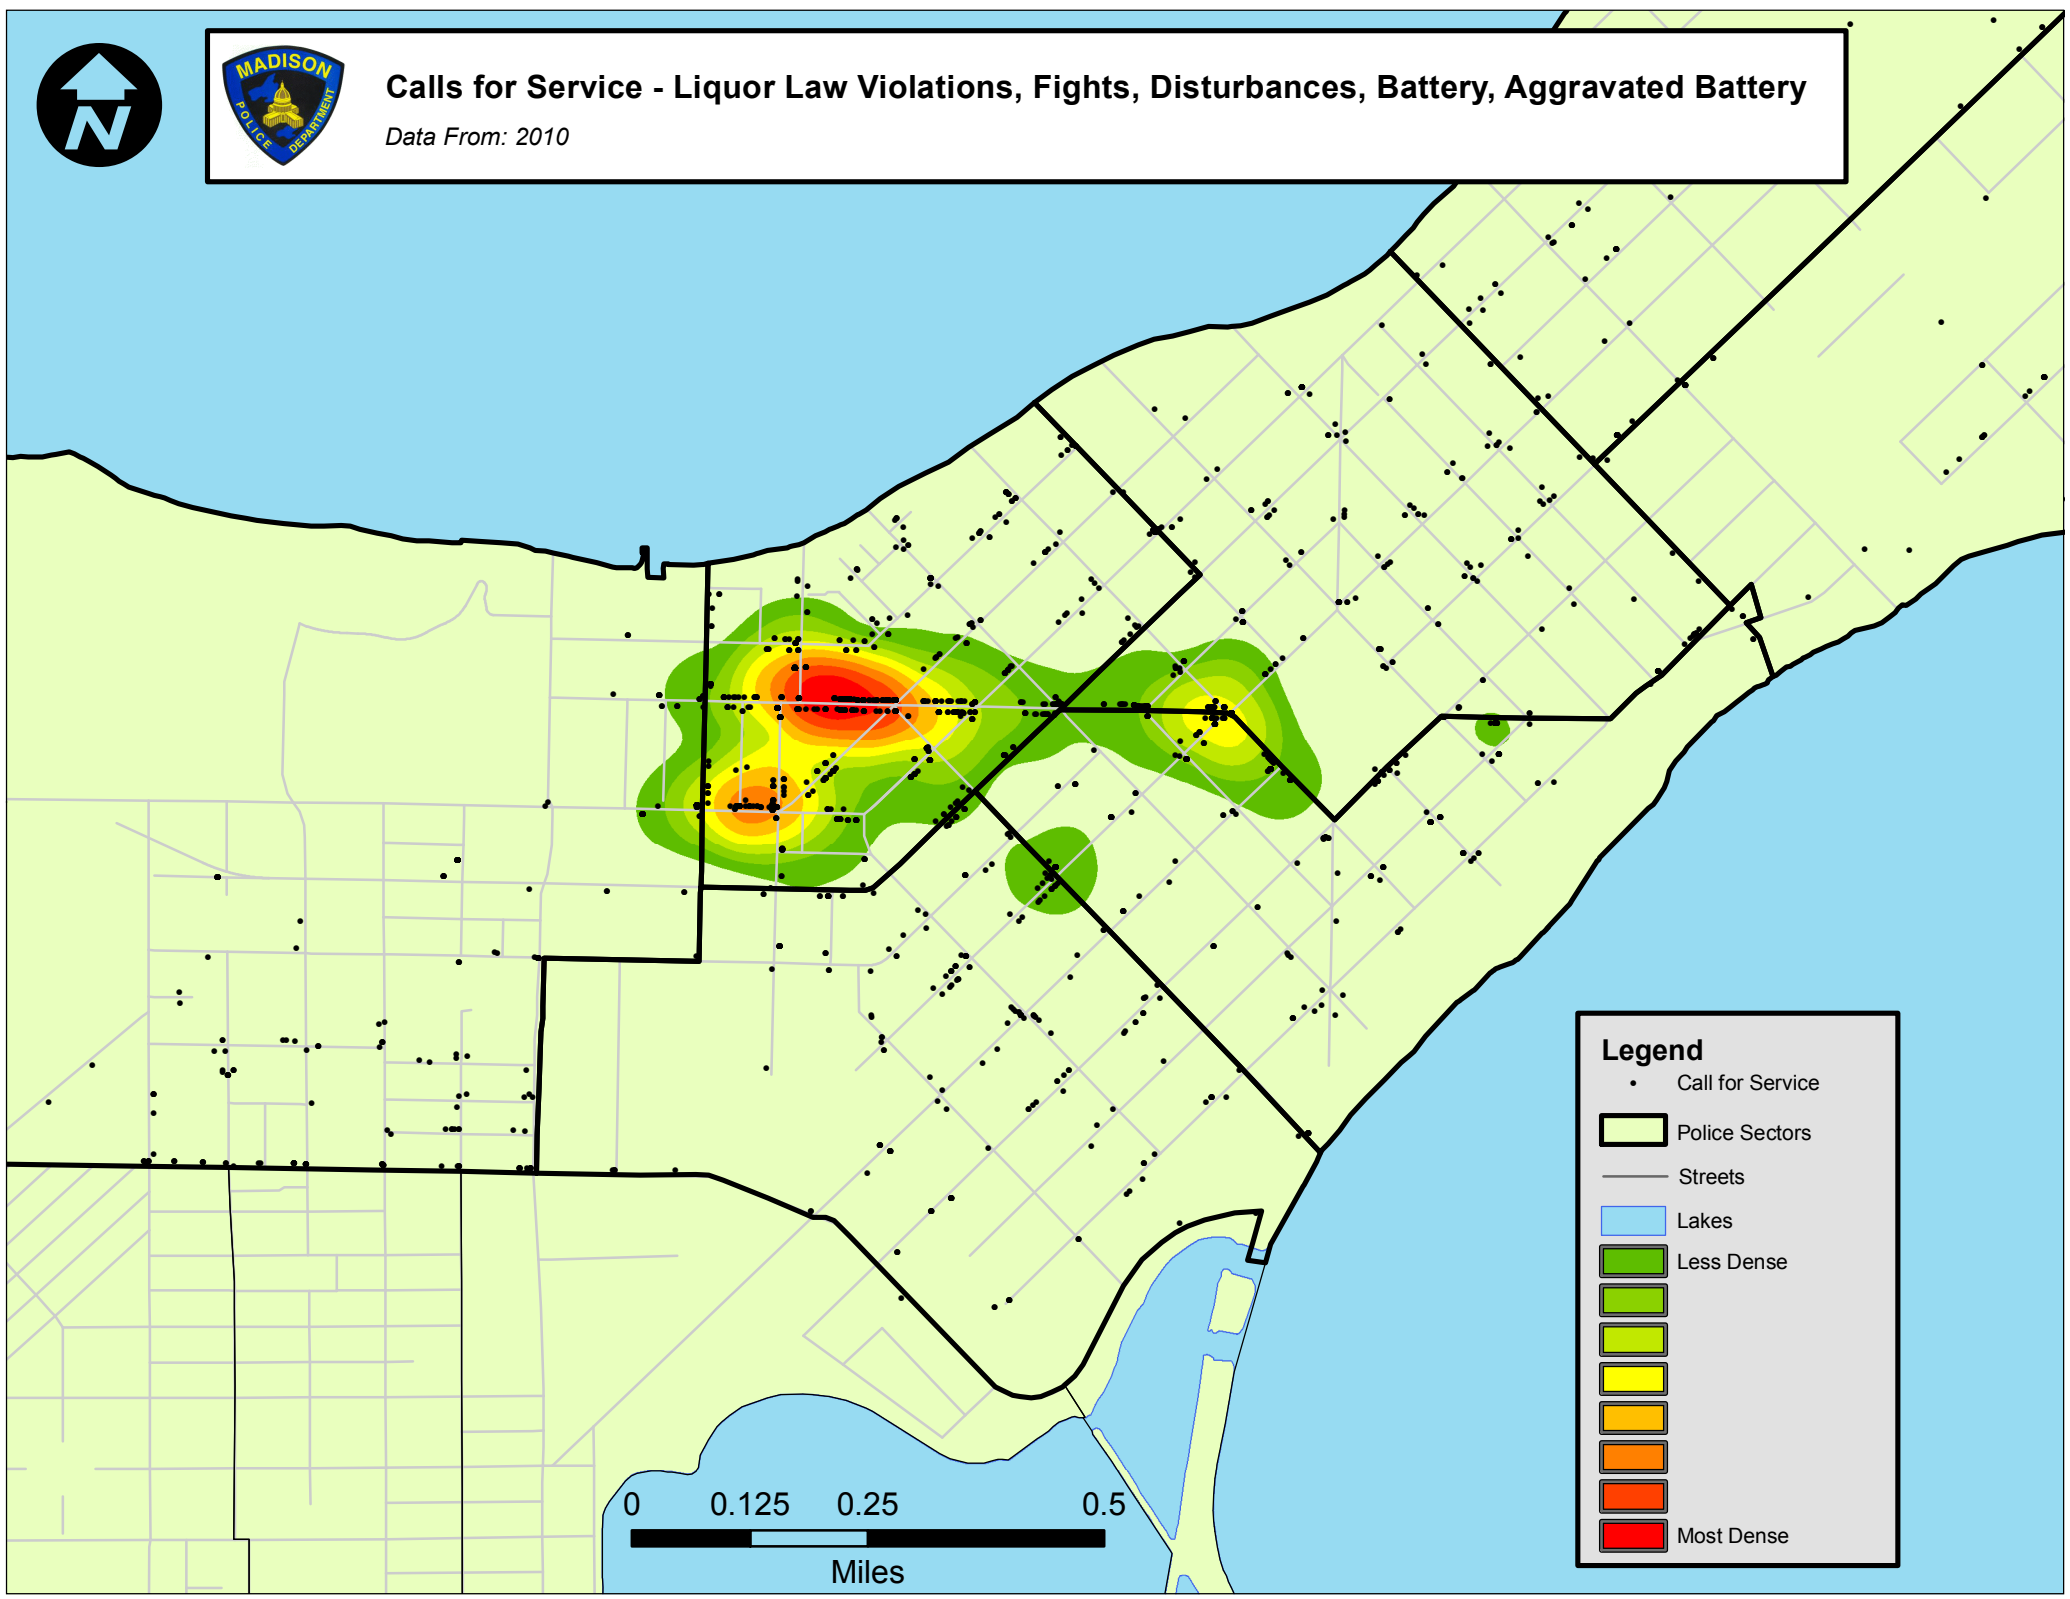 N
MADISON
POLICE
DEPARTMENT
Calls for Service - Liquor Law Violations, Fights, Disturbances, Battery, Aggravated Battery
Data From: 2010
Legend
Call for Service
Police Sectors
Streets
Lakes
Less Dense
Most Dense
0 0.125 0.25 0.5
Miles